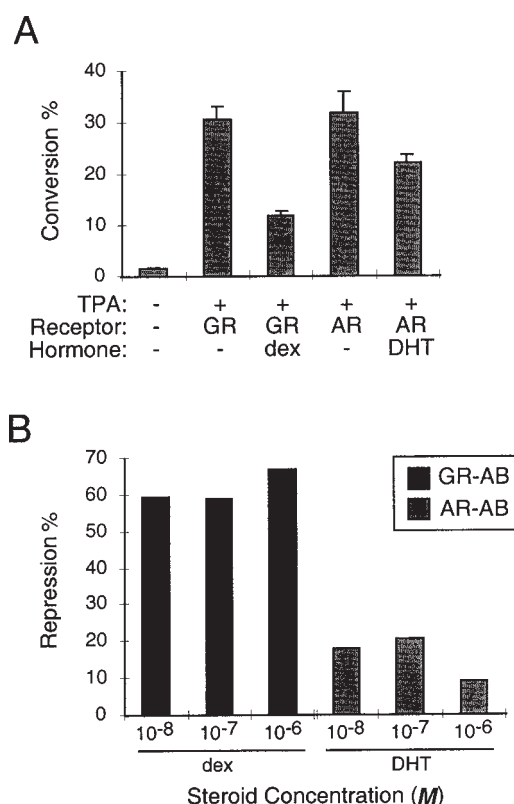 A
Conversion %
40
30
20
10
0
TPA: - + + + +
Receptor: - GR GR AR AR
Hormone: - - dex - DHT
B
Repression %
70
60
50
40
30
20
10
0
GR-AB
AR-AB
10-8 10-7 10-6 10-8 10-7 10-6
dex DHT
Steroid Concentration (M)